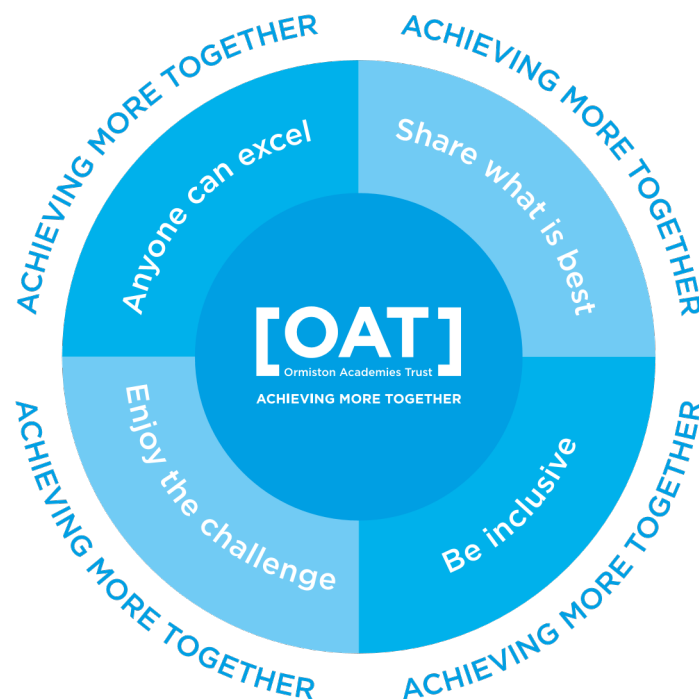 ACHIEVING MORE TOGETHER
ACHIEVING MORE TOGETHER
Anyone can excel
Share what is best
[OAT]
Ormiston Academies Trust
ACHIEVING MORE TOGETHER
Enjoy the challenge
Be inclusive
ACHIEVING MORE TOGETHER
ACHIEVING MORE TOGETHER